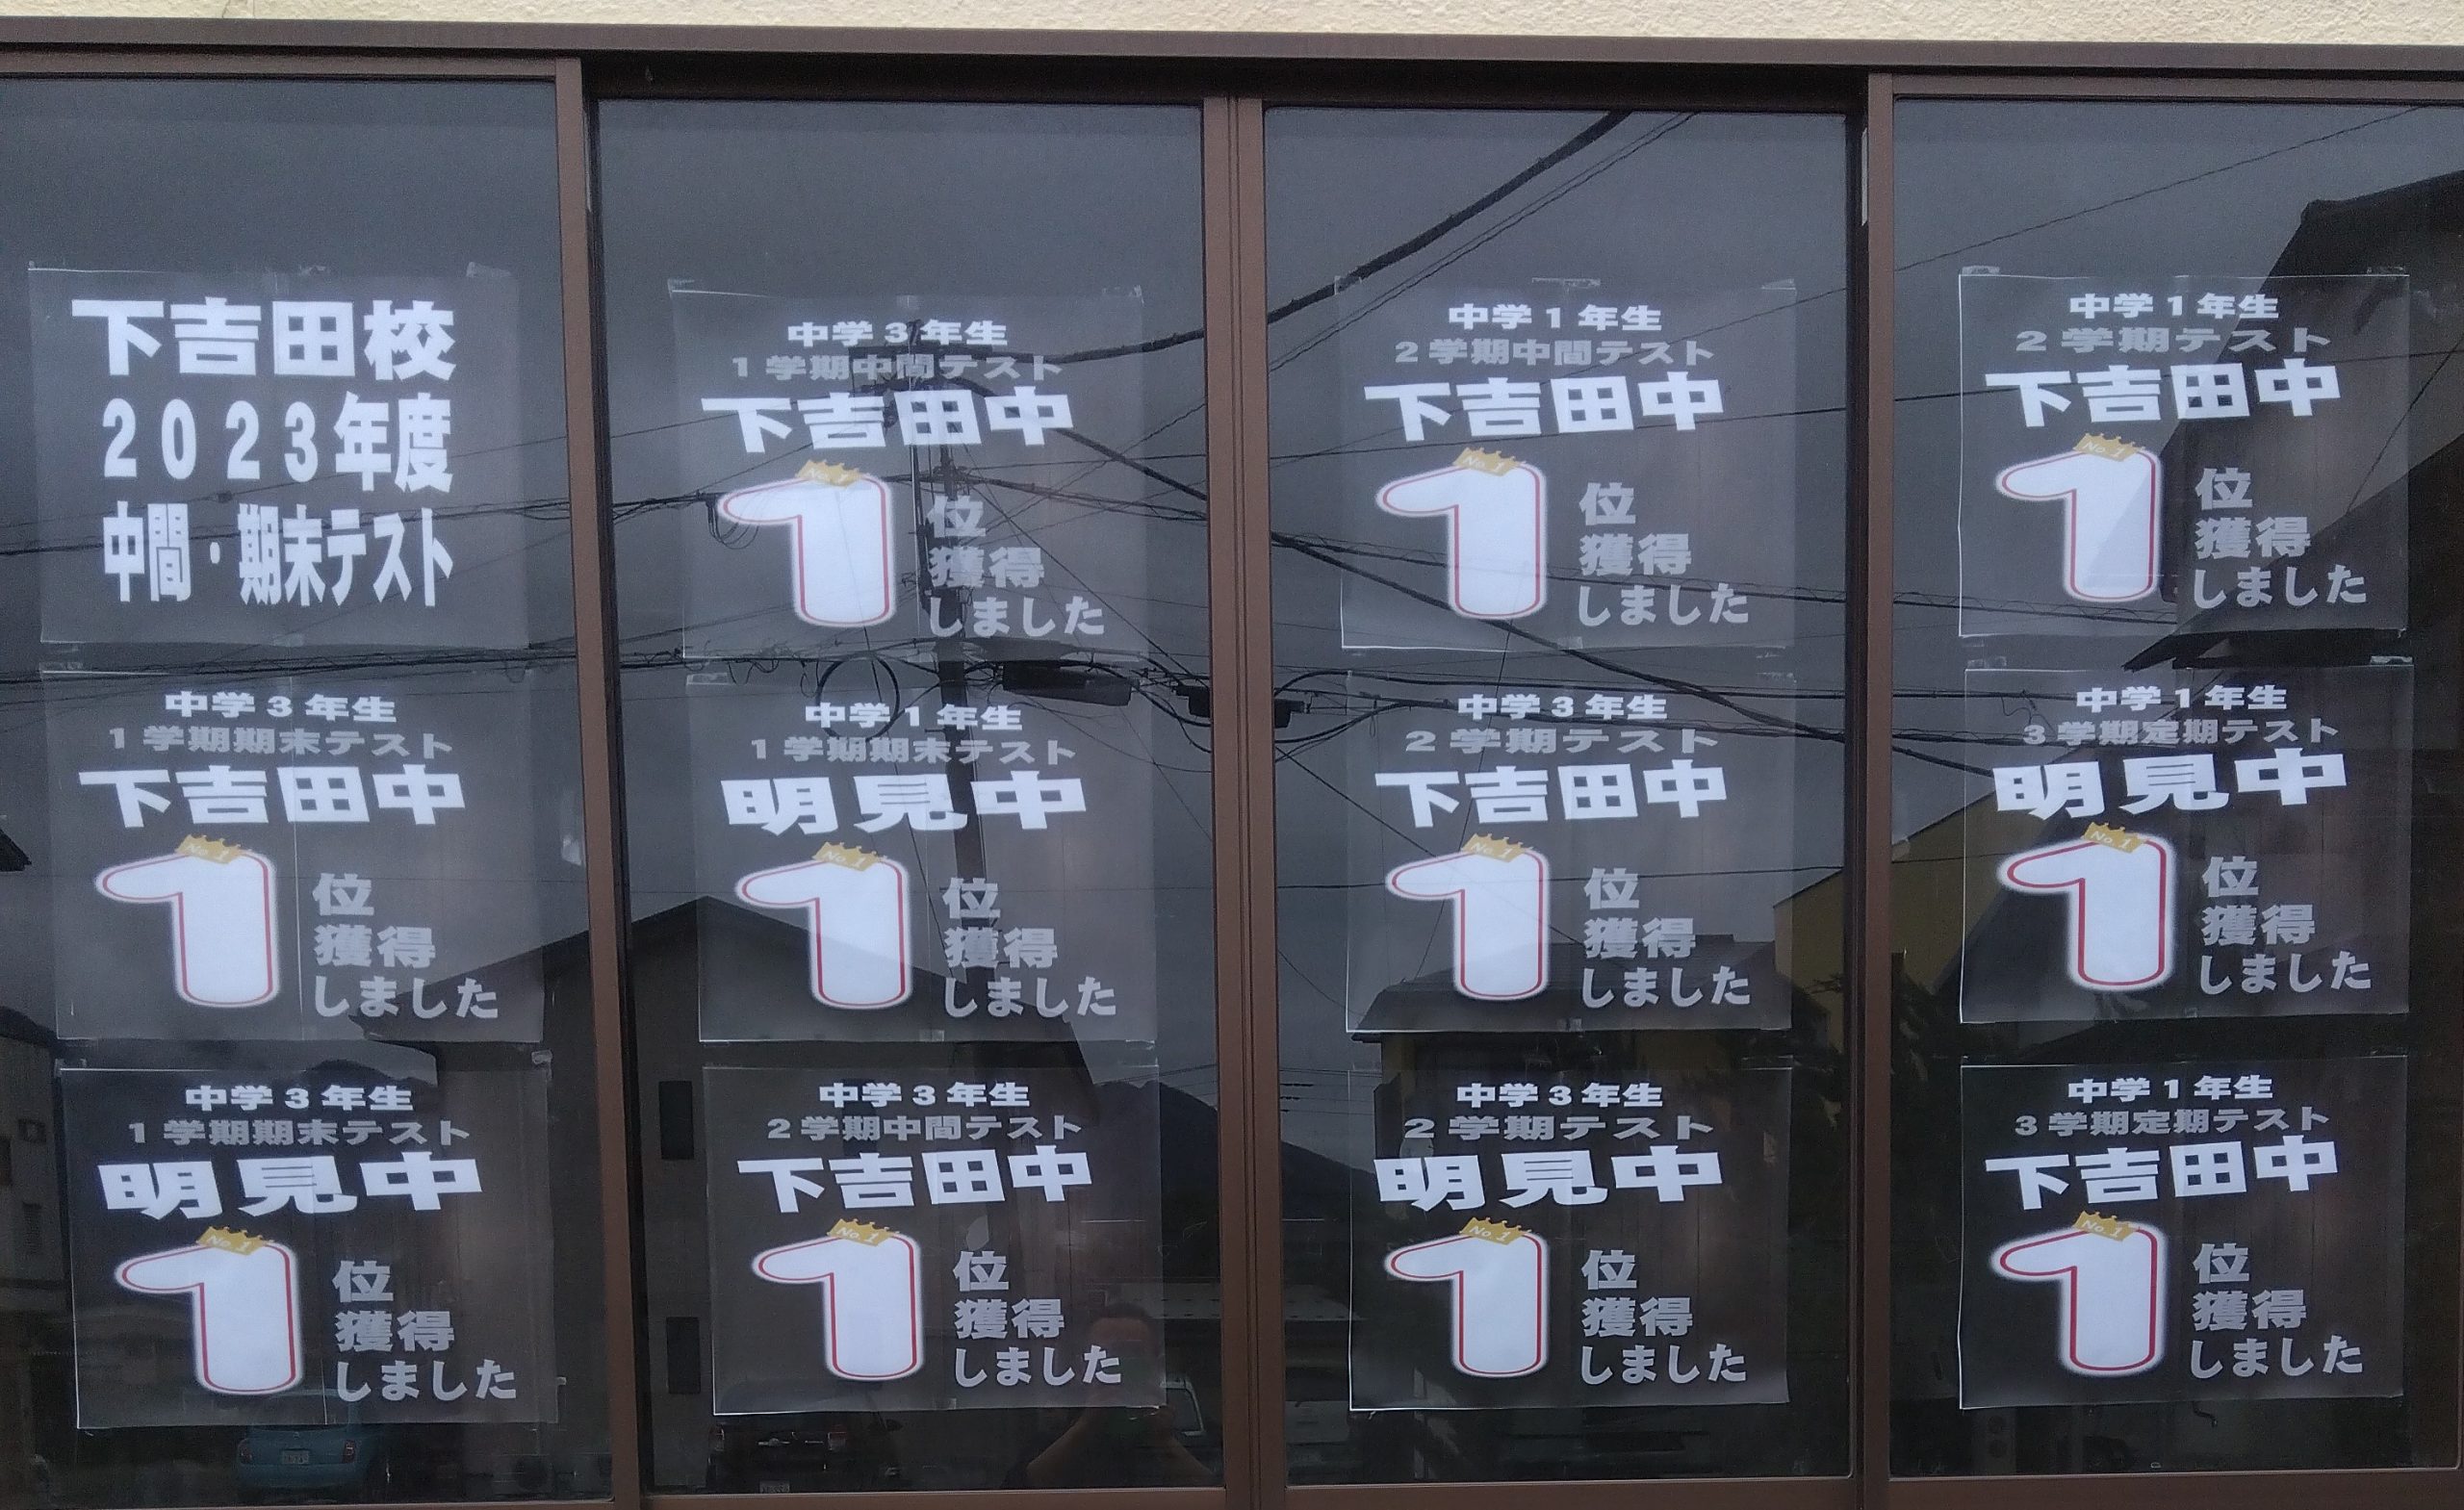 下吉田校
2023年度
中間・期末テスト
中学3年生
1学期期末テスト
下吉田中
No.1
1位
獲得
しました
中学3年生
1学期期末テスト
明見中
No.1
1位
獲得
しました
中学3年生
1学期中間テスト
下吉田中
No.1
1位
獲得
しました
中学1年生
1学期期末テスト
明見中
No.1
1位
獲得
しました
中学3年生
2学期中間テスト
下吉田中
No.1
1位
獲得
しました
中学1年生
2学期中間テスト
下吉田中
No.1
1位
獲得
しました
中学3年生
2学期テスト
下吉田中
No.1
1位
獲得
しました
中学3年生
2学期テスト
明見中
No.1
1位
獲得
しました
中学1年生
2学期テスト
下吉田中
No.1
1位
獲得
しました
中学1年生
3学期定期テスト
明見中
No.1
1位
獲得
しました
中学1年生
3学期定期テスト
下吉田中
No.1
1位
獲得
しました